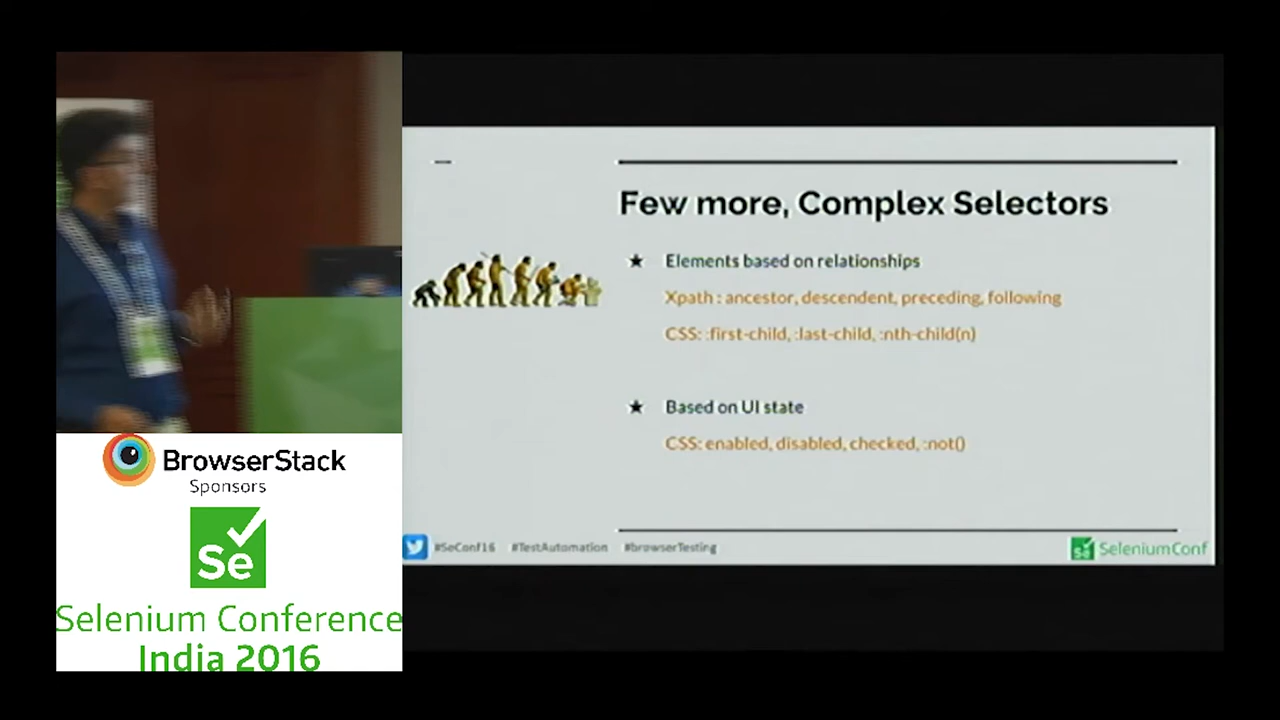 Few more, Complex Selectors
★ Elements based on relationships
Xpath : ancestor, descendent, preceding, following
CSS: :first-child, :last-child, :nth-child(n)
★ Based on UI state
CSS: enabled, disabled, checked, :not()
#SeConf16 #TestAutomation #browserTesting
Se SeleniumConf
BrowserStack
Sponsors
Se
Selenium Conference
India 2016